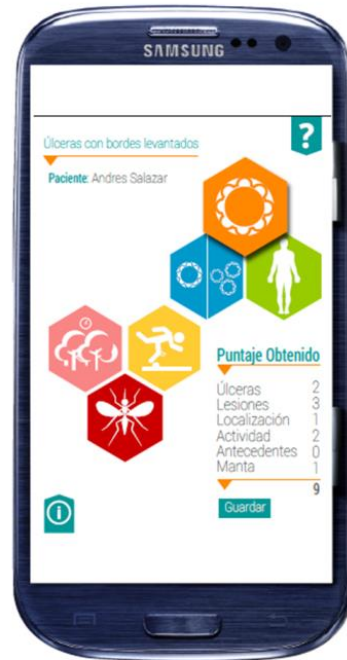 SAMSUNG
?
Úlceras con bordes levantados
Paciente: Andres Salazar
Puntaje Obtenido
Úlceras 2
Lesiones 3
Localización 1
Actividad 2
Antecedentes 0
Manta 1
9
Guardar
i